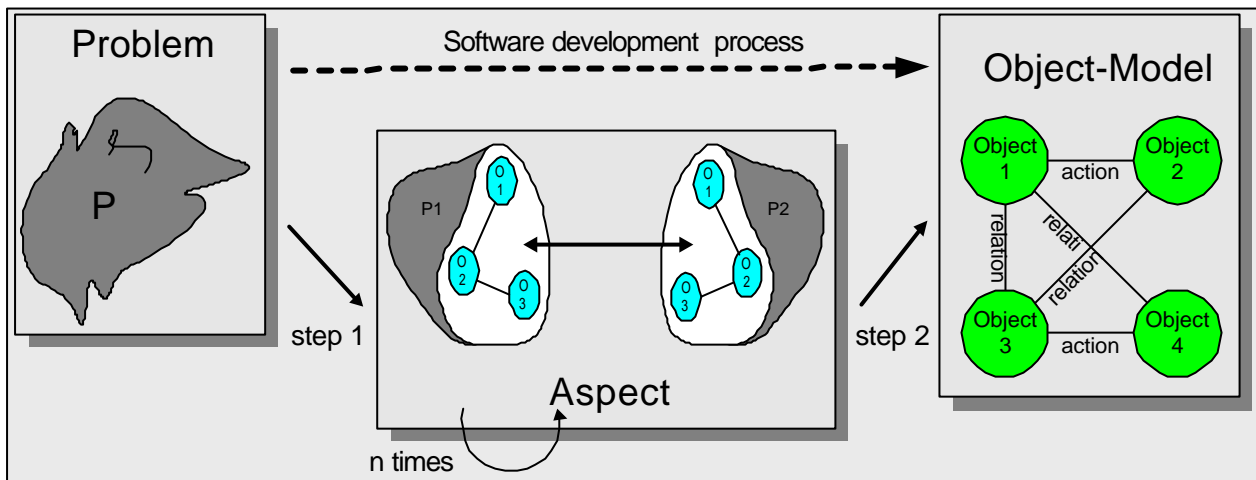 Problem
Software development process
Object-Model
P
P1
O
1
O
2
O
3
O
1
O
2
O
3
P2
Object
1
action
Object
2
relation
relati
relation
Object
3
action
Object
4
step 1
step 2
Aspect
n times